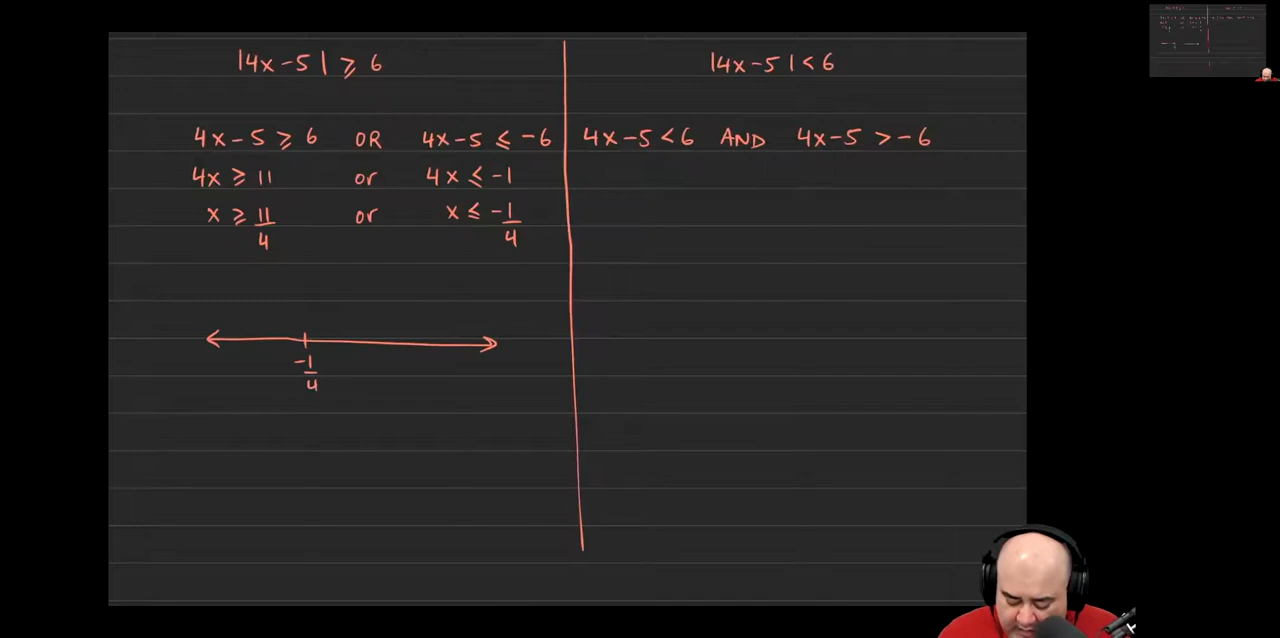 |4x-5| ⩾ 6
4x-5 ⩾ 6 OR 4x-5 ⩽ -6
4x ⩾ 11 or 4x ⩽ -1
x ⩾ 11/4 or x ⩽ -1/4
-1/4
|4x-5| < 6
4x-5 < 6 AND 4x-5 > -6